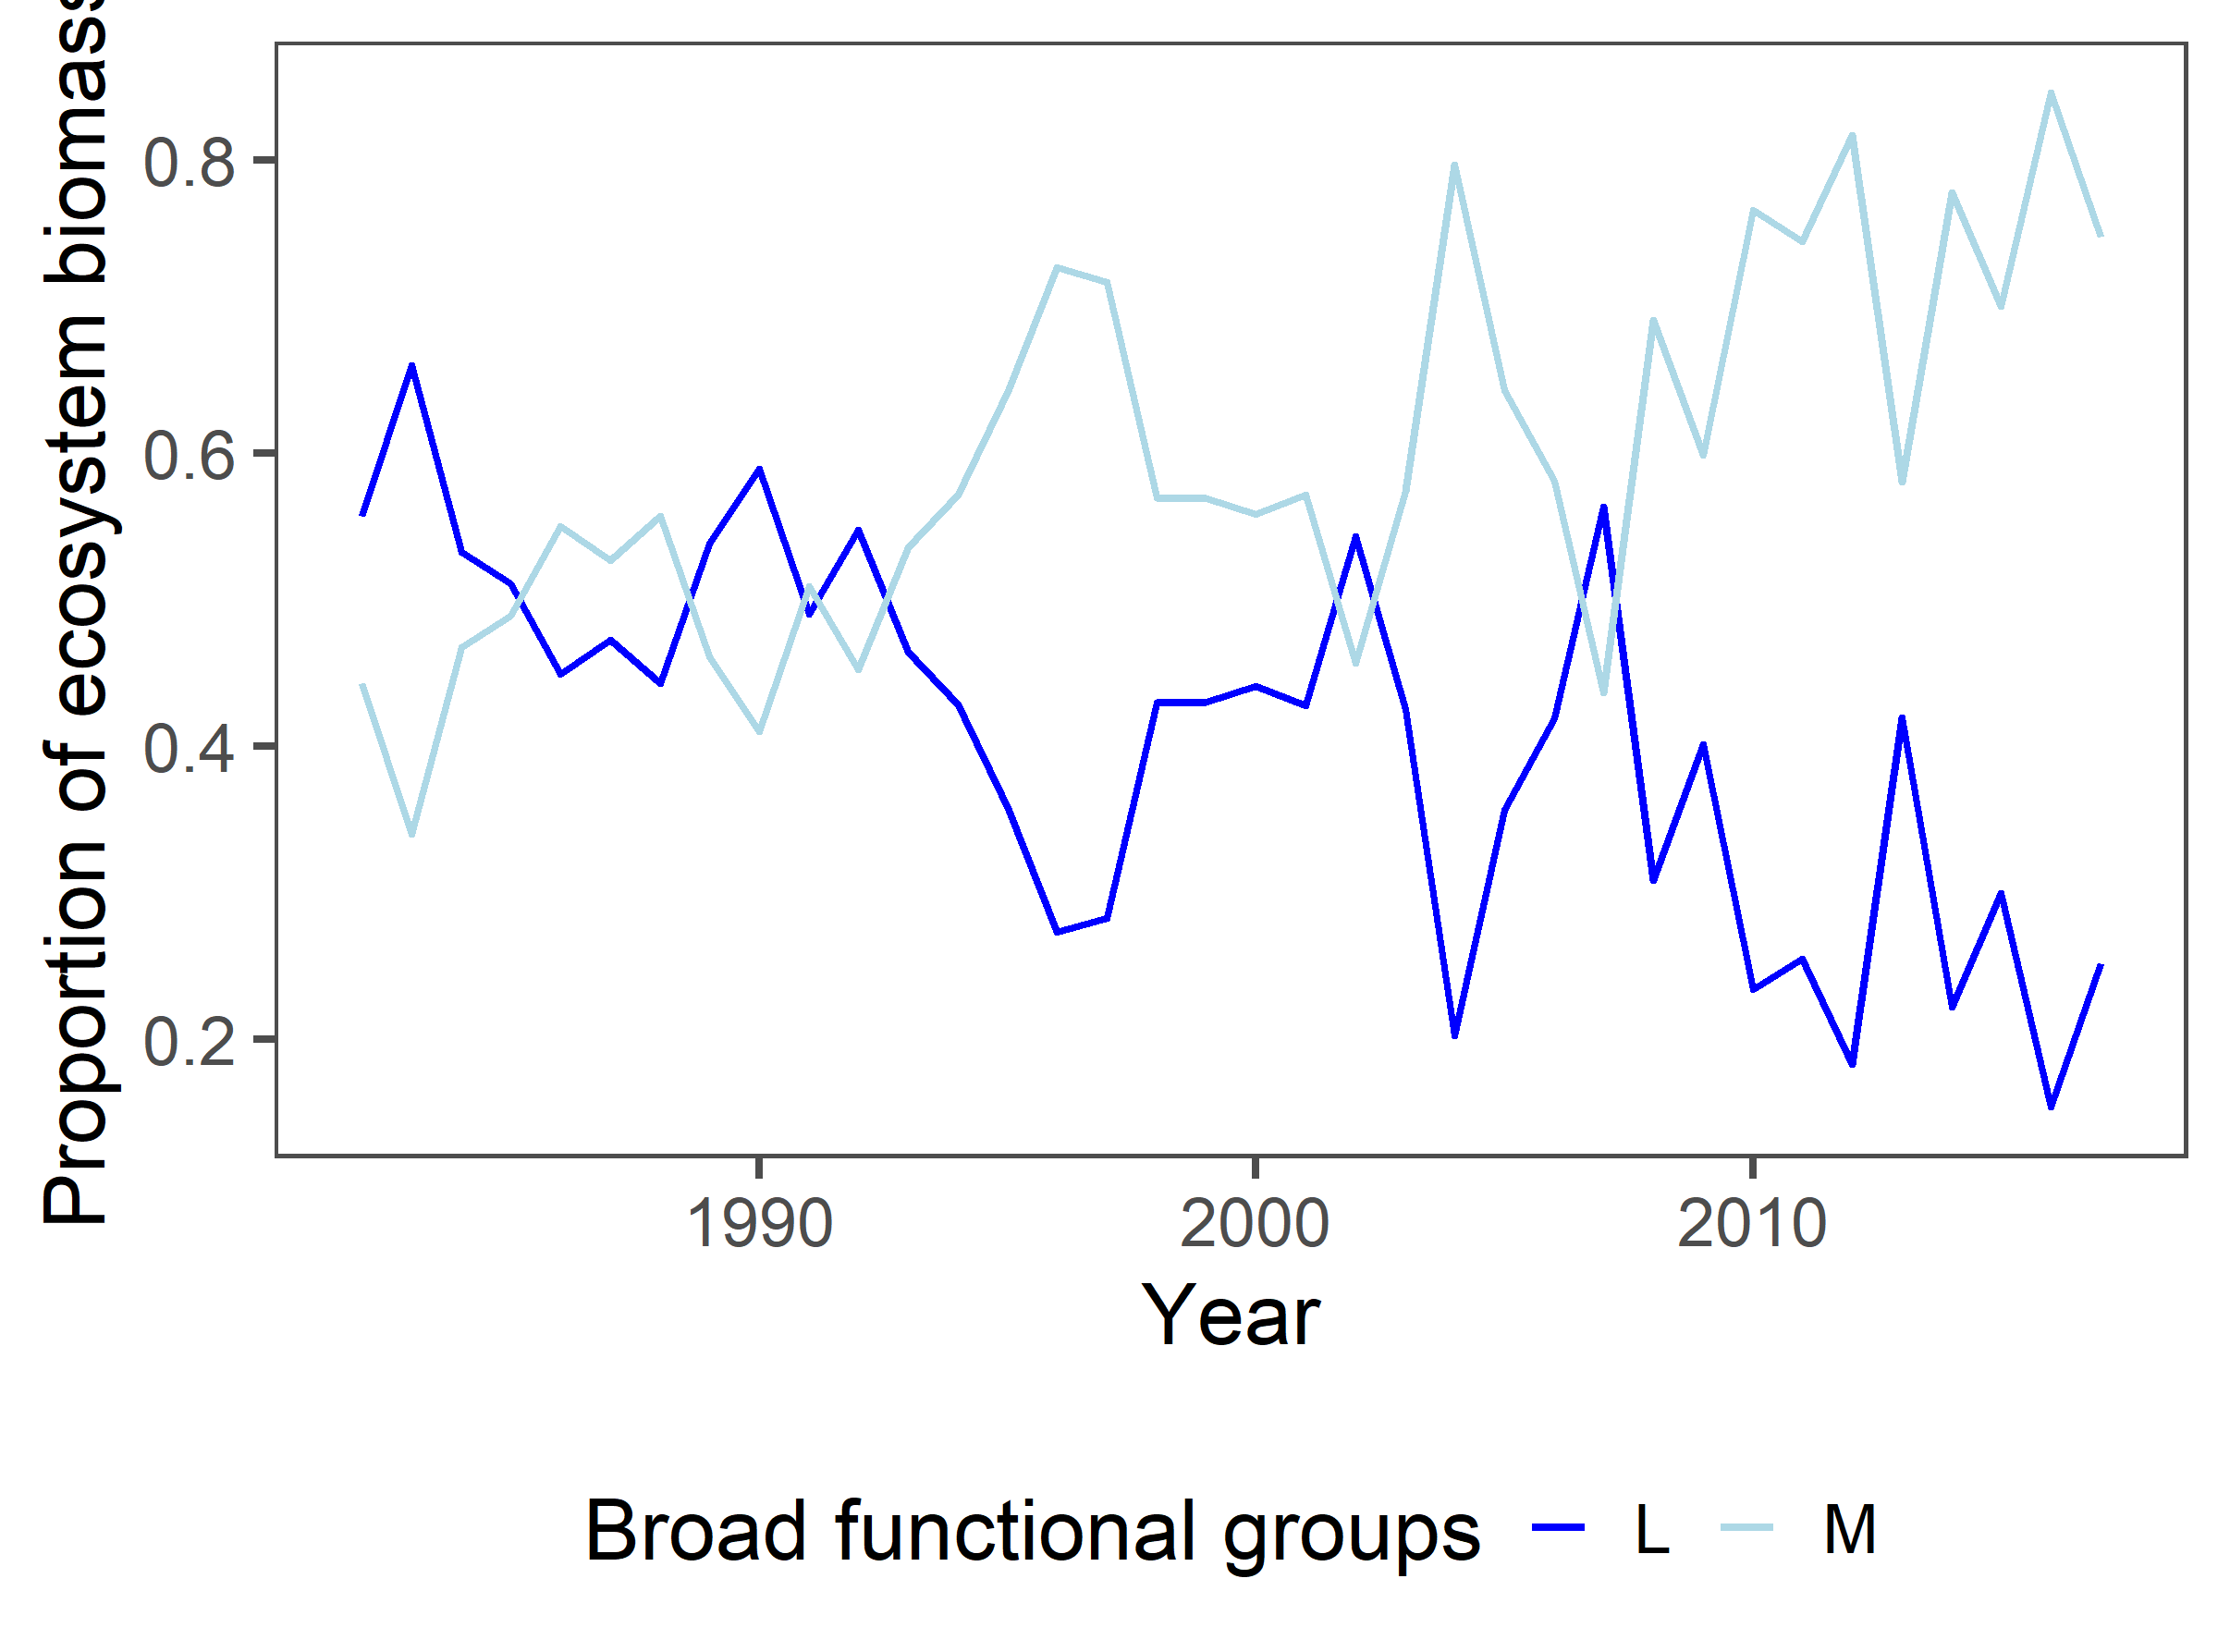 Proportion of ecosystem biomass
0.8
0.6
0.4
0.2
1990 2000 2010
Year
Broad functional groups L M